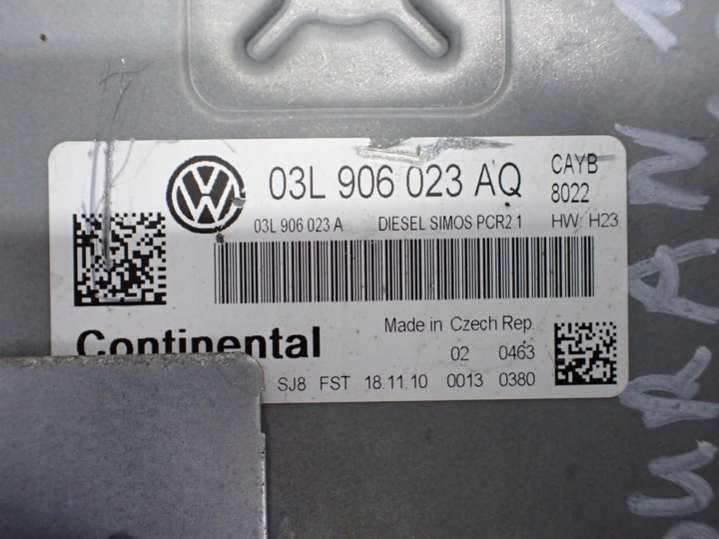 03L 906 023 AQ CAYB
8022
03L 906 023 A DIESEL SIMOS PCR2.1 HW: H23
Continental
Made in Czech Rep.
02 0463
SJ8 FST 18.11.10 0013 0380